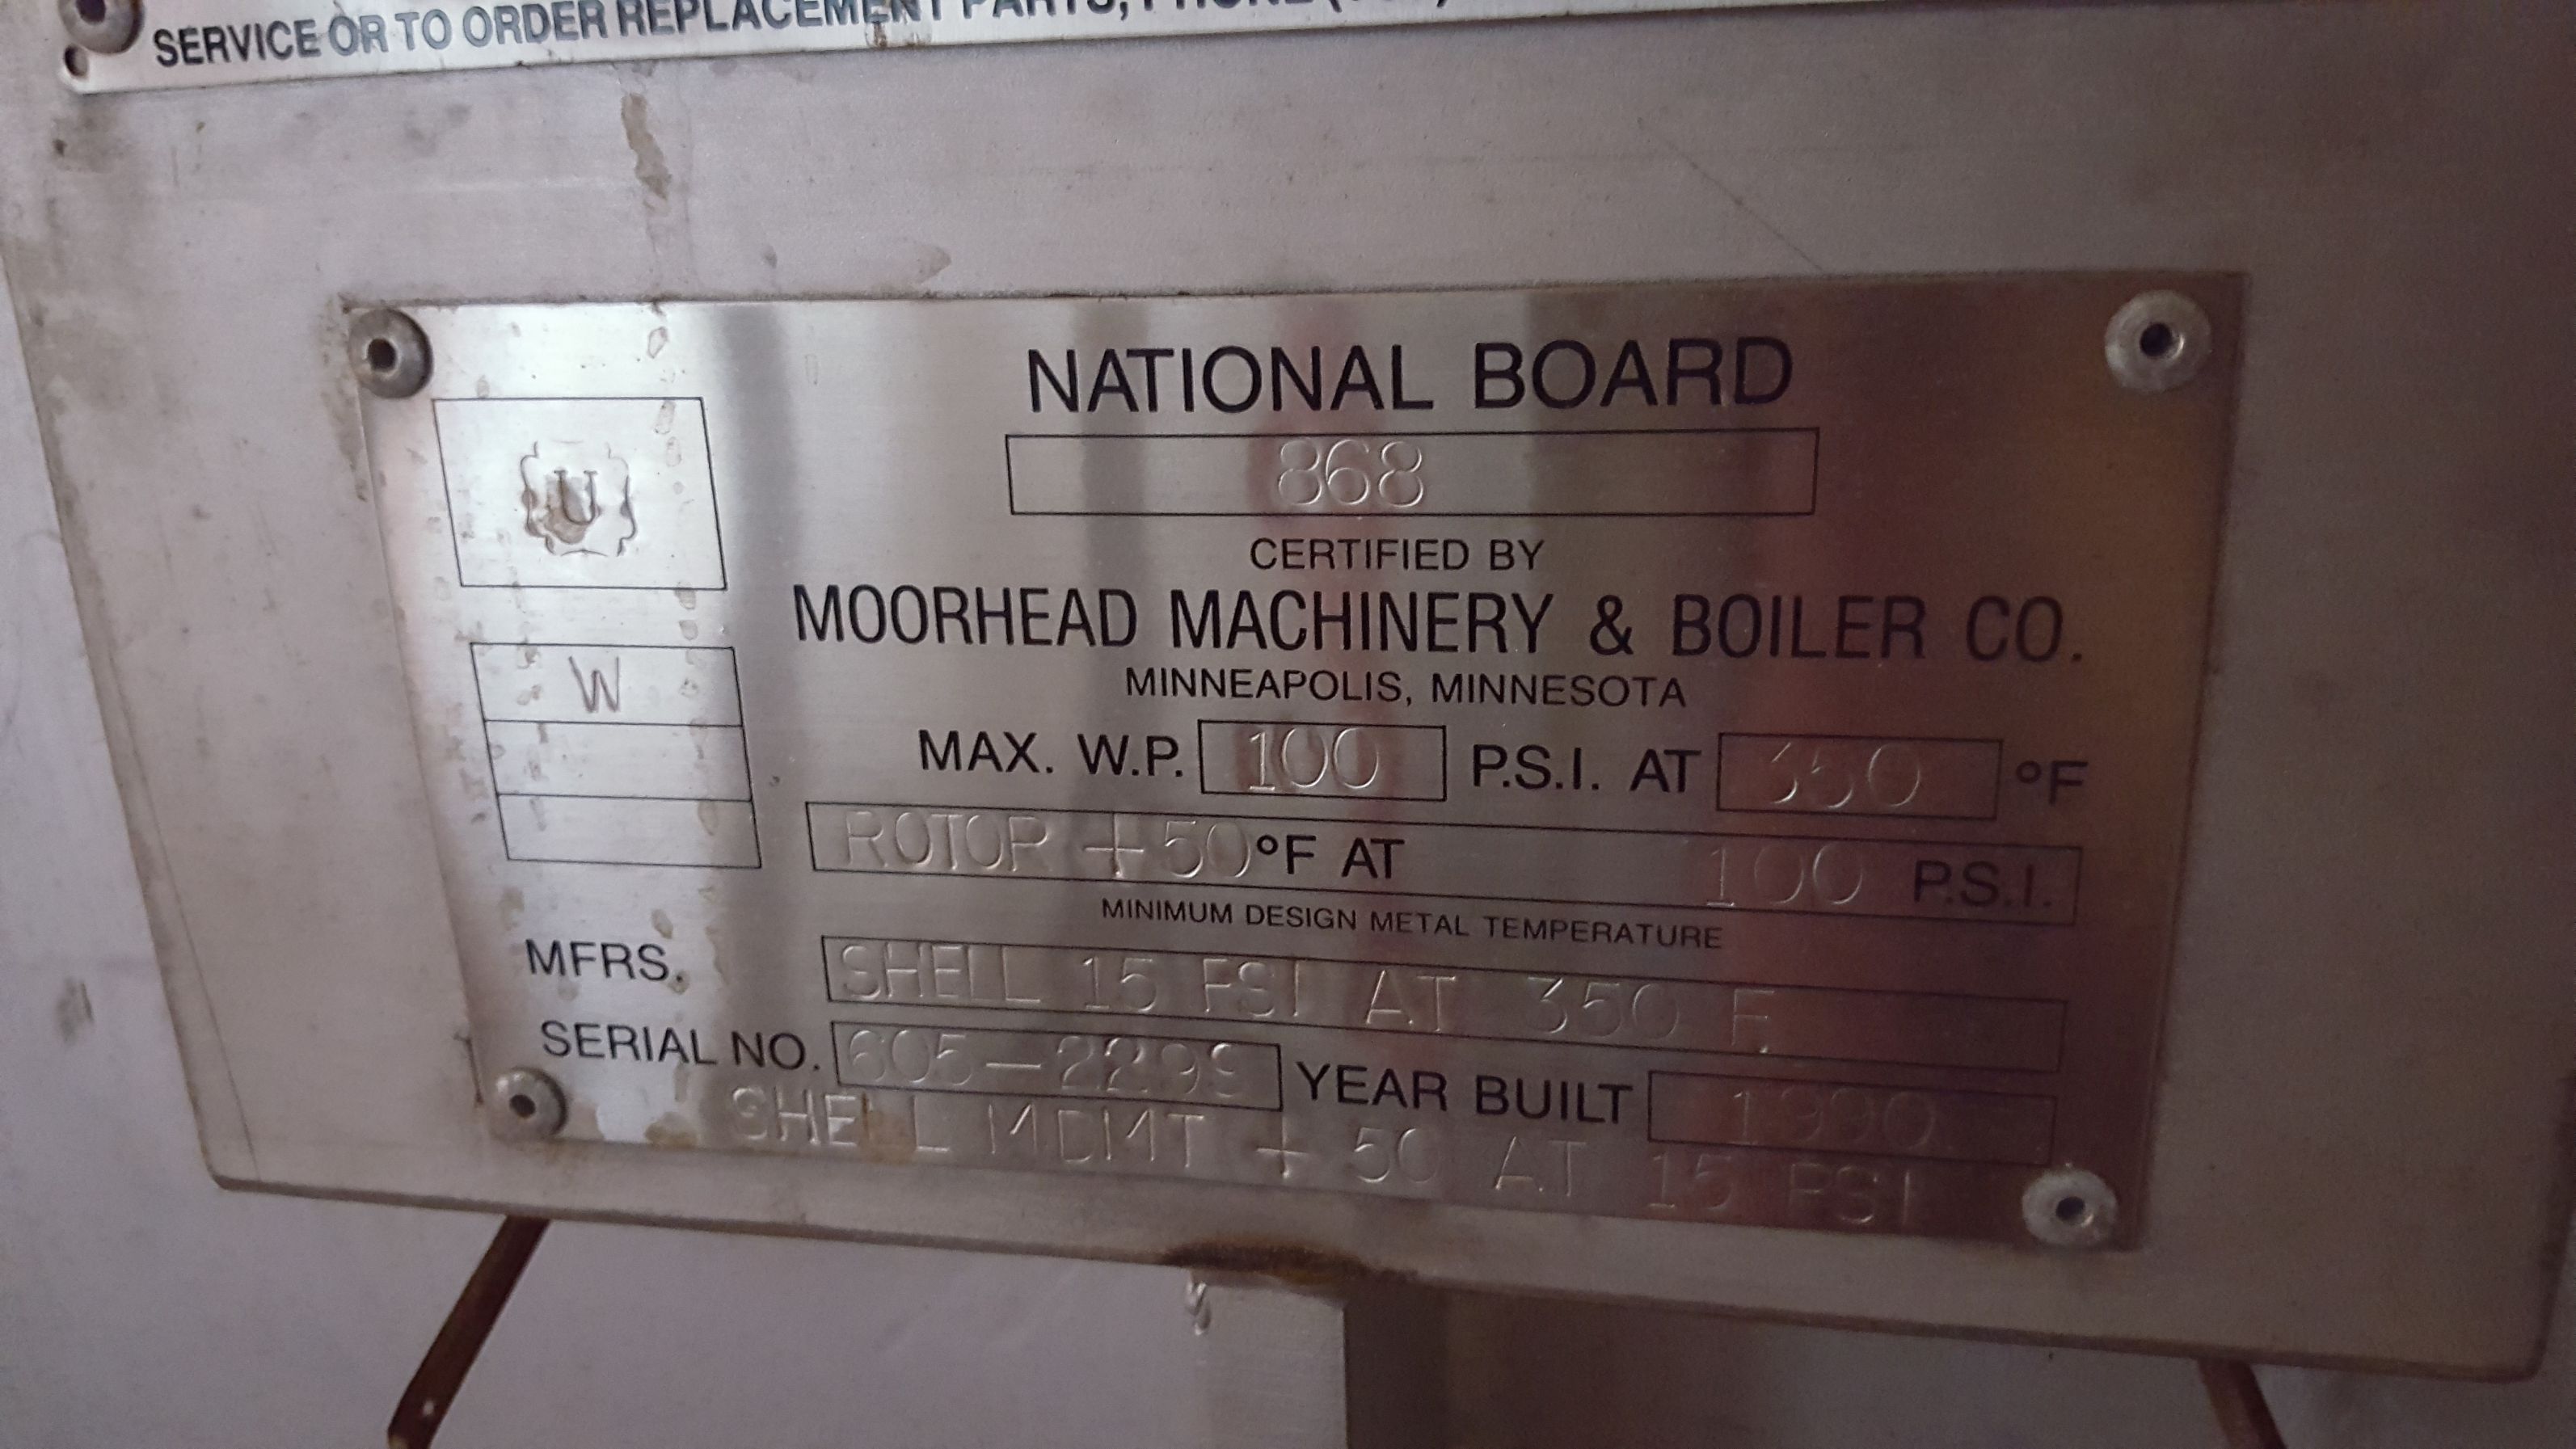 SERVICE OR TO ORDER REPLACEMENT PARTS, PHONE
NATIONAL BOARD
868
U
CERTIFIED BY
MOORHEAD MACHINERY & BOILER CO.
MINNEAPOLIS, MINNESOTA
W
MAX. W.P. 100 P.S.I. AT 350 °F
ROTOR +50 °F AT 100 P.S.I.
MINIMUM DESIGN METAL TEMPERATURE
MFRS. SHELL 15 PSI AT 350 F
SERIAL NO. 605-2299 YEAR BUILT 1990
SHELL MDMT + 50 AT 15 PSI